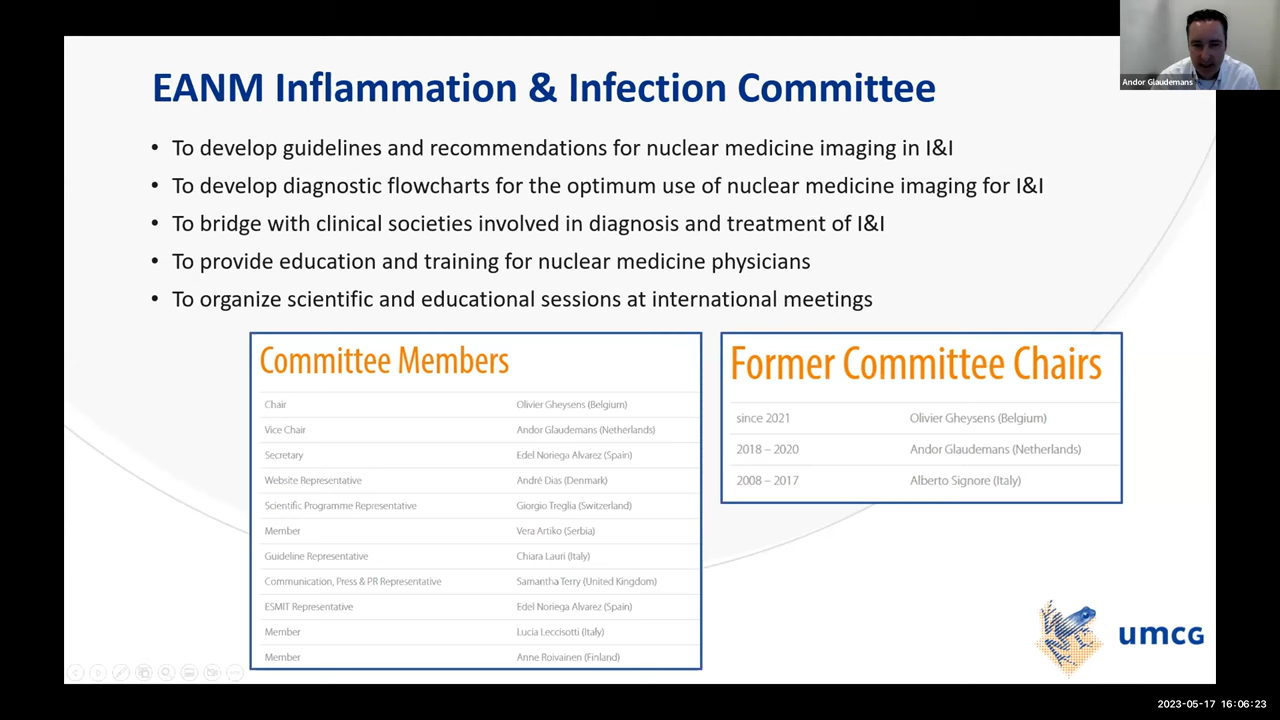 Andor Glaudemans
EANM Inflammation & Infection Committee
• To develop guidelines and recommendations for nuclear medicine imaging in I&I
• To develop diagnostic flowcharts for the optimum use of nuclear medicine imaging for I&I
• To bridge with clinical societies involved in diagnosis and treatment of I&I
• To provide education and training for nuclear medicine physicians
• To organize scientific and educational sessions at international meetings
Committee Members
Chair Olivier Gheysens (Belgium)
Vice Chair Andor Glaudemans (Netherlands)
Secretary Edel Noriega Alvarez (Spain)
Website Representative André Dias (Denmark)
Scientific Programme Representative Giorgio Treglia (Switzerland)
Member Vera Artiko (Serbia)
Guideline Representative Chiara Lauri (Italy)
Communication, Press & PR Representative Samantha Terry (United Kingdom)
ESMIT Representative Edel Noriega Alvarez (Spain)
Member Lucia Leccisotti (Italy)
Member Anne Roivainen (Finland)
Former Committee Chairs
since 2021 Olivier Gheysens (Belgium)
2018 – 2020 Andor Glaudemans (Netherlands)
2008 – 2017 Alberto Signore (Italy)
umcg
2023-05-17 16:06:23